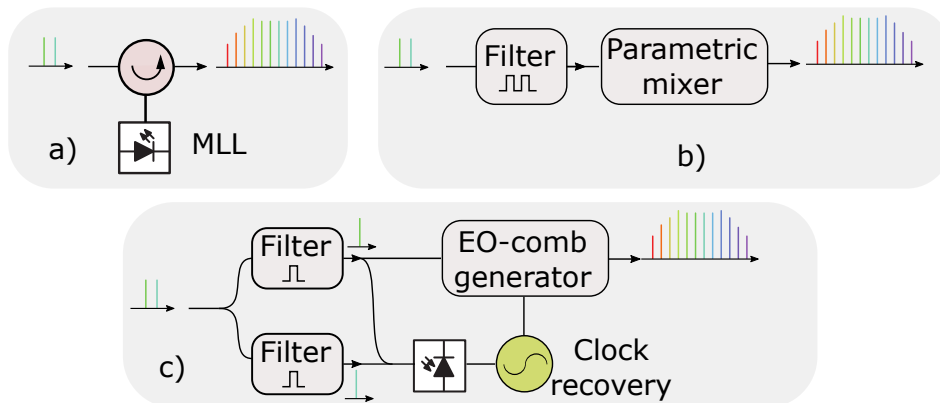 a)
MLL
Filter
Parametric
mixer
b)
Filter
EO-comb
generator
Filter
c)
Clock
recovery